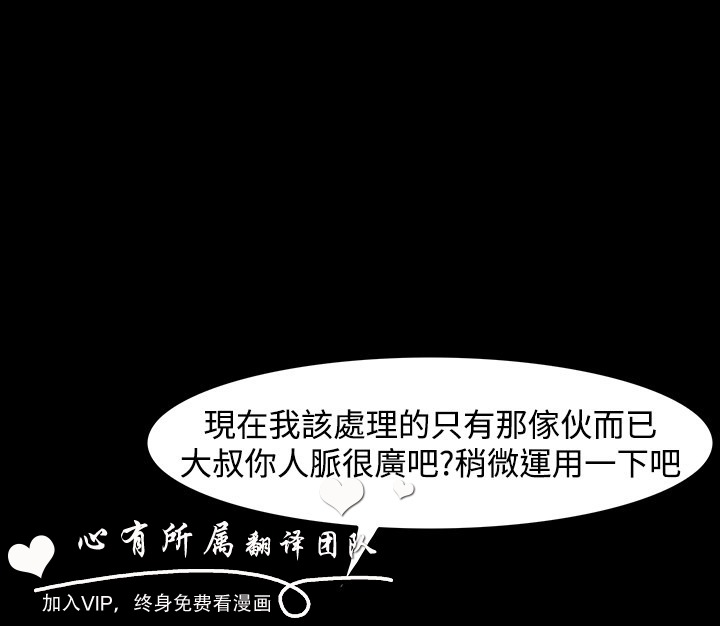 現在我該處理的只有那傢伙而已
大叔你人脈很廣吧?稍微運用一下吧
心有所属翻译团队
加入VIP，终身免费看漫画